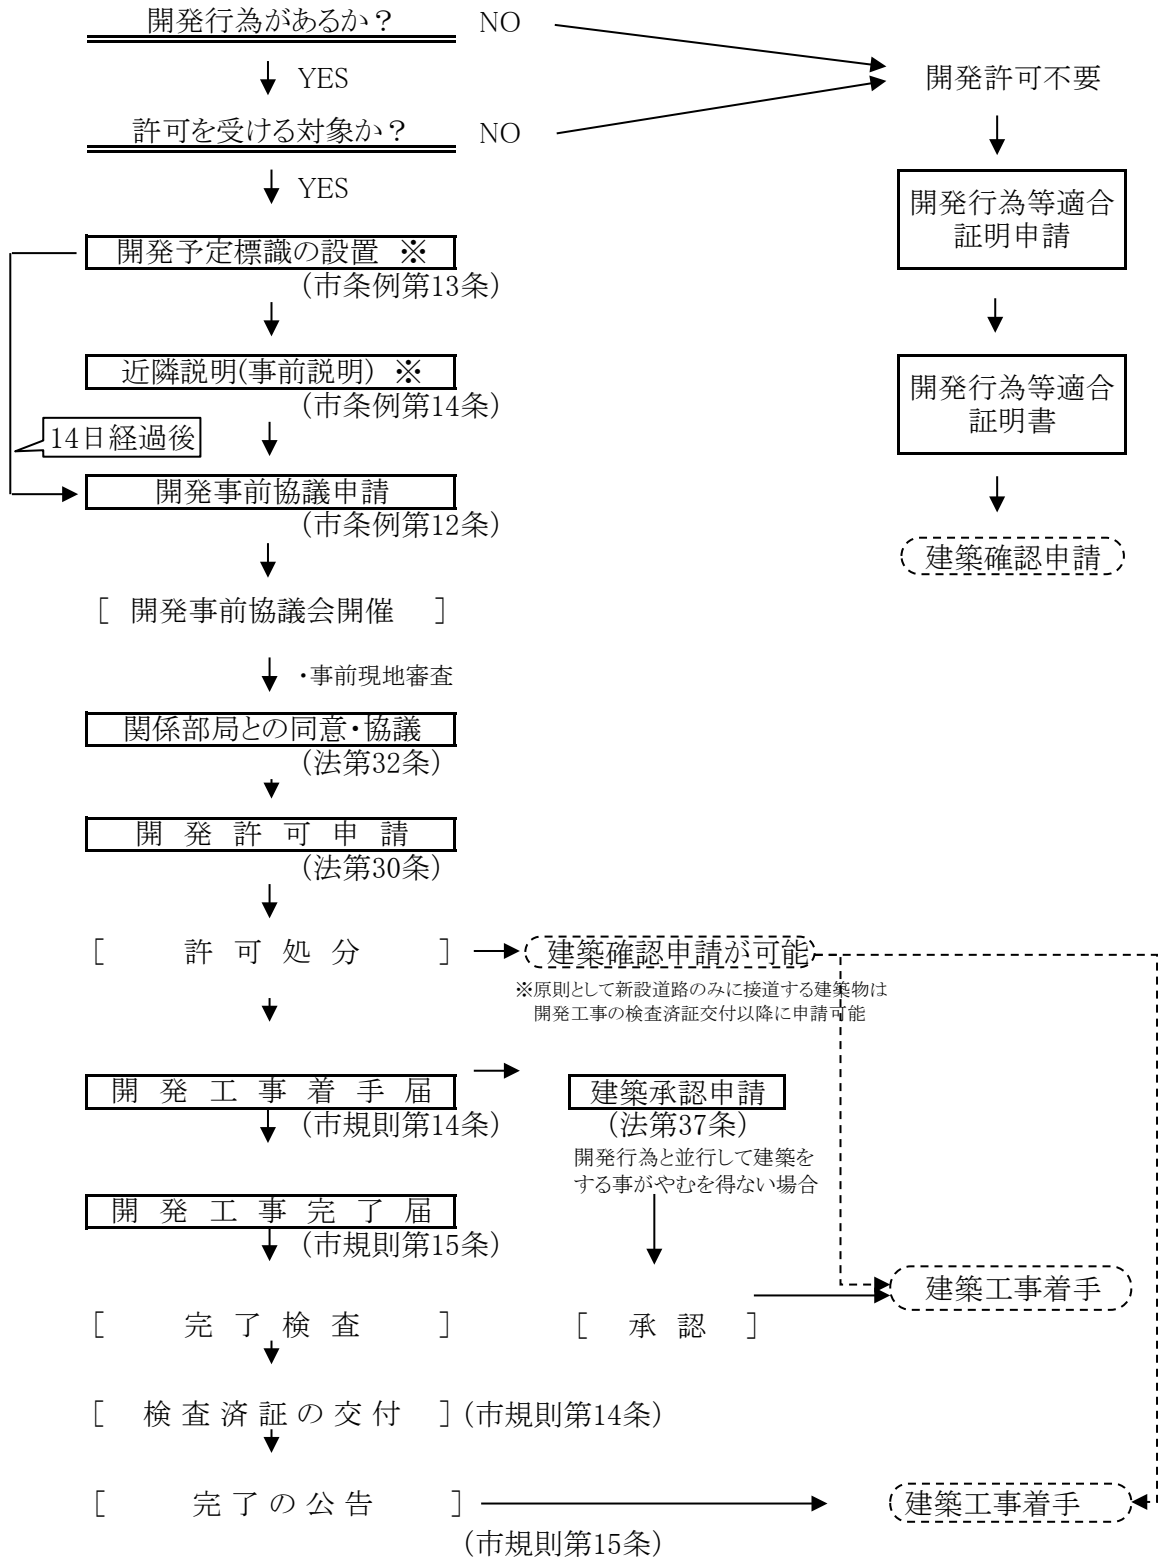 開発行為があるか？ NO
YES
開発許可不要
許可を受ける対象か？ NO
YES
開発行為等適合
証明申請
開発予定標識の設置 ※
(市条例第13条)
近隣説明(事前説明) ※
(市条例第14条)
開発行為等適合
証明書
14日経過後
開発事前協議申請
(市条例第12条)
建築確認申請
［ 開発事前協議会開催 ］
・事前現地審査
関係部局との同意・協議
(法第32条)
開 発 許 可 申 請
(法第30条)
［ 許 可 処 分 ］
建築確認申請が可能
※原則として新設道路のみに接道する建築物は
開発工事の検査済証交付以降に申請可能
開 発 工 事 着 手 届
(市規則第14条)
建築承認申請
(法第37条)
開発行為と並行して建築を
する事がやむを得ない場合
開 発 工 事 完 了 届
(市規則第15条)
建築工事着手
［ 完 了 検 査 ］
［ 承 認 ］
［ 検 査 済 証 の 交 付 ］(市規則第14条)
［ 完 了 の 公 告 ］
(市規則第15条)
建築工事着手